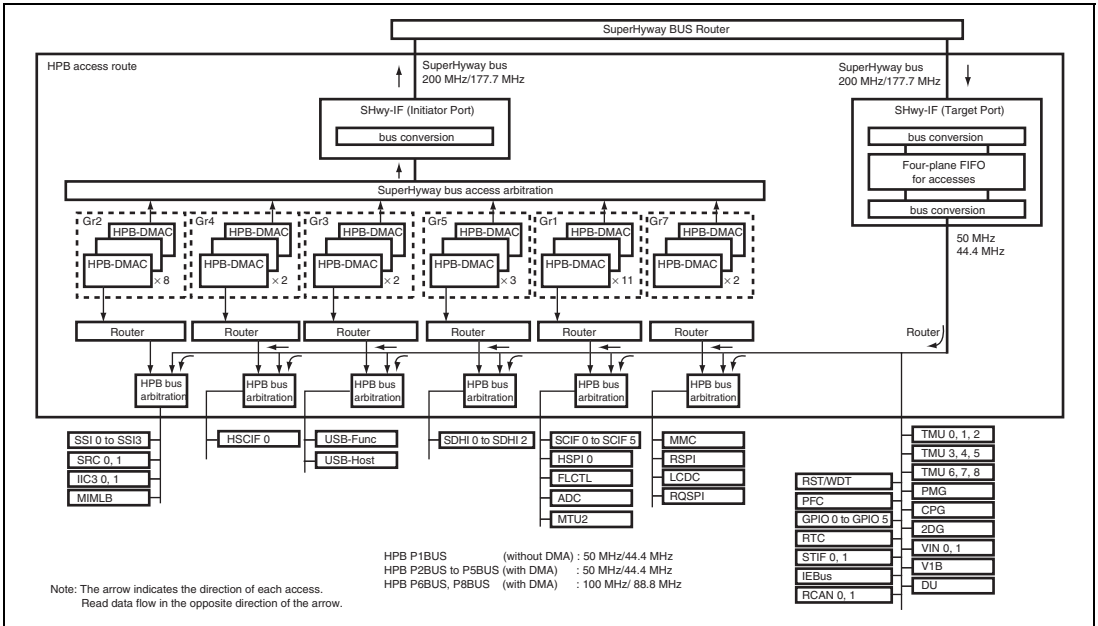 SuperHyway BUS Router
HPB access route
SuperHyway bus
200 MHz/177.7 MHz
SuperHyway bus
200 MHz/177.7 MHz
SHwy-IF (Initiator Port)
bus conversion
SHwy-IF (Target Port)
bus conversion
Four-plane FIFO
for accesses
bus conversion
SuperHyway bus access arbitration
50 MHz
44.4 MHz
Gr2
HPB-DMAC
HPB-DMAC
×8
Gr4
HPB-DMAC
HPB-DMAC
×2
Gr3
HPB-DMAC
HPB-DMAC
×2
Gr5
HPB-DMAC
HPB-DMAC
×3
Gr1
HPB-DMAC
HPB-DMAC
×11
Gr7
HPB-DMAC
HPB-DMAC
×2
Router
Router
Router
Router
Router
Router
Router
HPB bus
arbitration
HPB bus
arbitration
HPB bus
arbitration
HPB bus
arbitration
HPB bus
arbitration
HPB bus
arbitration
SSI 0 to SSI3
SRC 0, 1
IIC3 0, 1
MIMLB
HSCIF 0
USB-Func
USB-Host
SDHI 0 to SDHI 2
SCIF 0 to SCIF 5
HSPI 0
FLCTL
ADC
MTU2
MMC
RSPI
LCDC
RQSPI
RST/WDT
PFC
GPIO 0 to GPIO 5
RTC
STIF 0, 1
IEBus
RCAN 0, 1
TMU 0, 1, 2
TMU 3, 4, 5
TMU 6, 7, 8
PMG
CPG
2DG
VIN 0, 1
V1B
DU
HPB P1BUS (without DMA) : 50 MHz/44.4 MHz
HPB P2BUS to P5BUS (with DMA) : 50 MHz/44.4 MHz
HPB P6BUS, P8BUS (with DMA) : 100 MHz/ 88.8 MHz
Note: The arrow indicates the direction of each access.
Read data flow in the opposite direction of the arrow.